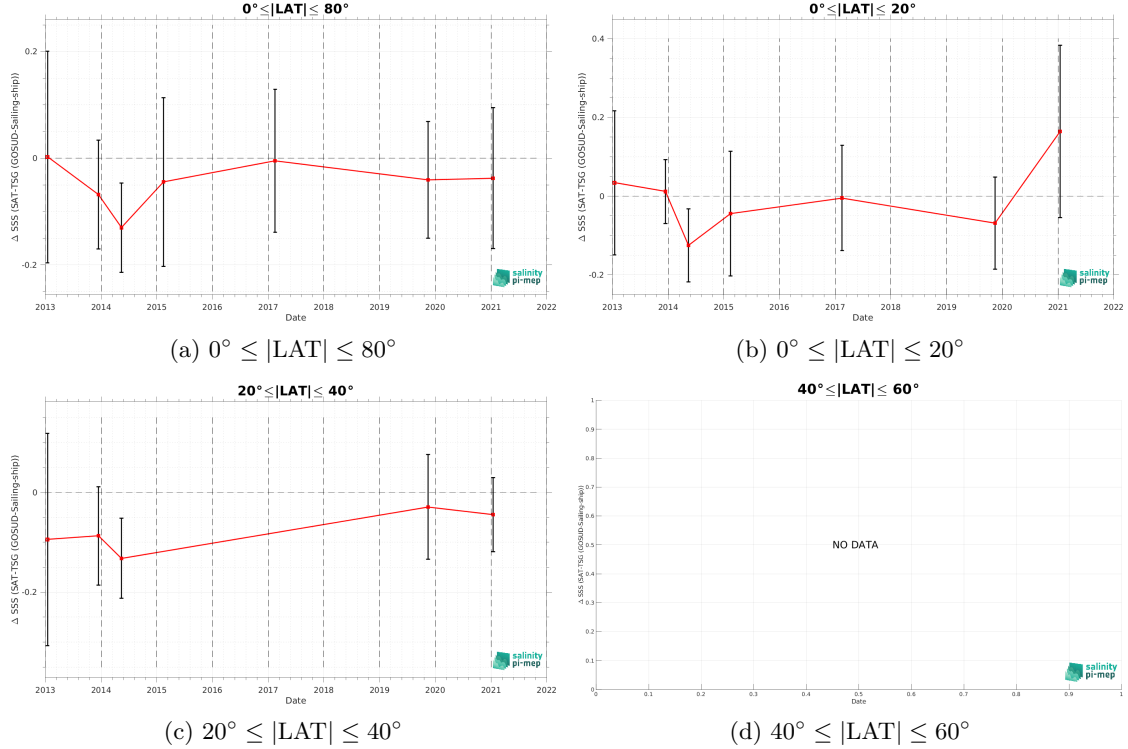 0°≤|LAT|≤ 80°
Δ SSS (SAT-TSG (GOSUD-Sailing-ship))
0.2
0
-0.2
2013 2014 2015 2016 2017 2018 2019 2020 2021 2022
Date
salinity
pi-mep
(a) 0° ≤ |LAT| ≤ 80°
0°≤|LAT|≤ 20°
Δ SSS (SAT-TSG (GOSUD-Sailing-ship))
0.4
0.2
0
-0.2
2013 2014 2015 2016 2017 2018 2019 2020 2021 2022
Date
salinity
pi-mep
(b) 0° ≤ |LAT| ≤ 20°
20°≤|LAT|≤ 40°
Δ SSS (SAT-TSG (GOSUD-Sailing-ship))
0
-0.2
2013 2014 2015 2016 2017 2018 2019 2020 2021 2022
Date
salinity
pi-mep
(c) 20° ≤ |LAT| ≤ 40°
40°≤|LAT|≤ 60°
Δ SSS (SAT-TSG (GOSUD-Sailing-ship))
1
0.9
0.8
0.7
0.6
0.5
0.4
0.3
0.2
0.1
0
NO DATA
0 0.1 0.2 0.3 0.4 0.5 0.6 0.7 0.8 0.9 1
Date
salinity
pi-mep
(d) 40° ≤ |LAT| ≤ 60°